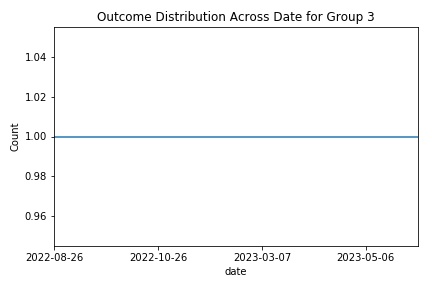 Outcome Distribution Across Date for Group 3
1.04
1.02
1.00
0.98
0.96
Count
2022-08-26 2022-10-26 2023-03-07 2023-05-06
date